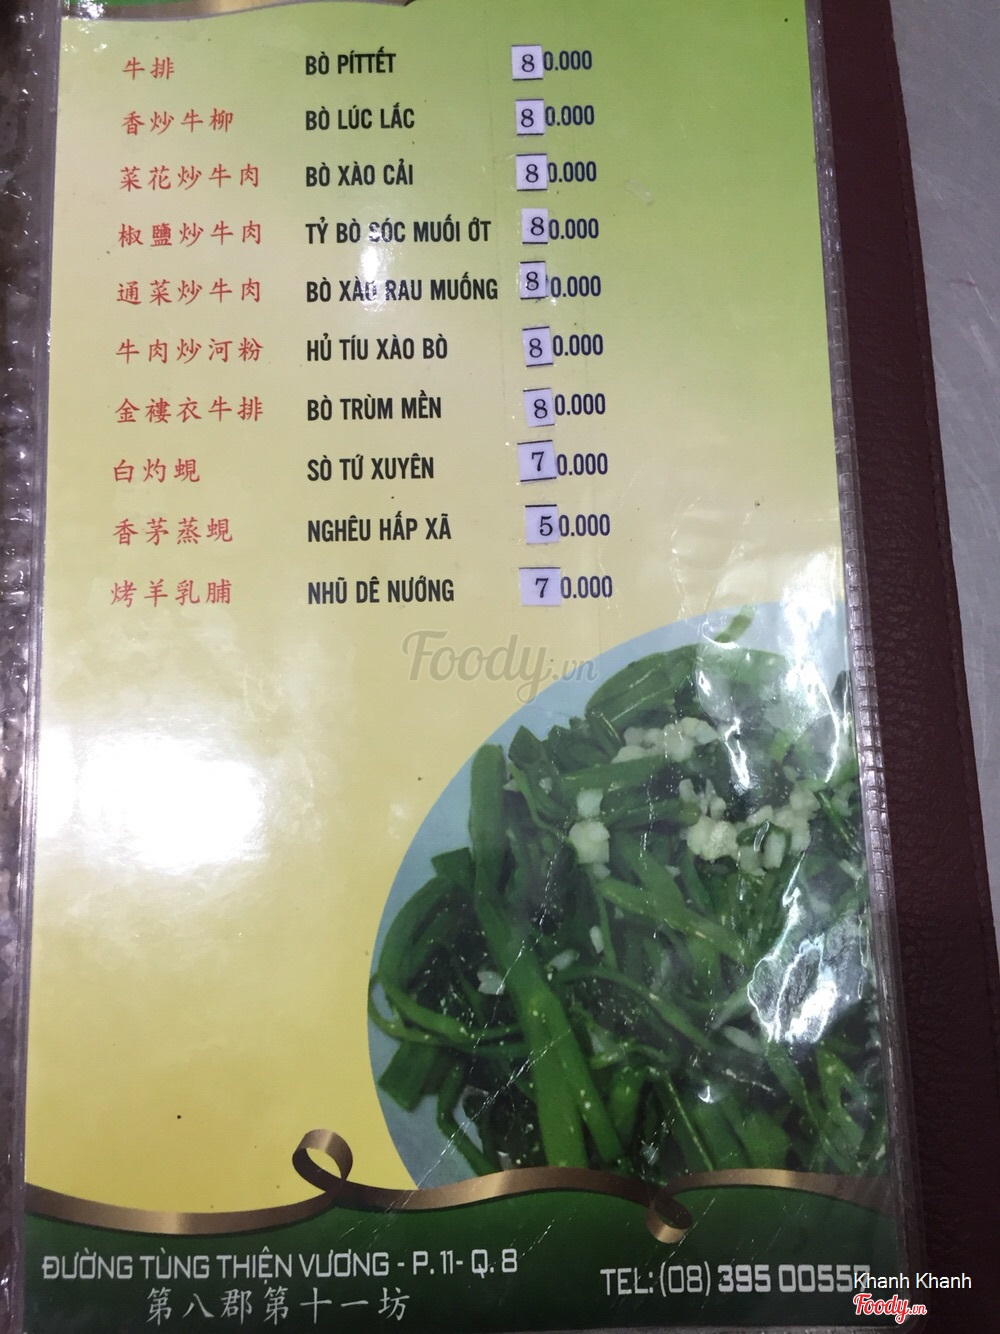 牛排 BÒ PÍTTẾT 80.000
香炒牛柳 BÒ LÚC LẮC 80.000
菜花炒牛肉 BÒ XÀO CẢI 80.000
椒鹽炒牛肉 TỶ BÒ SÓC MUỐI ỚT 80.000
通菜炒牛肉 BÒ XÀO RAU MUỐNG 80.000
牛肉炒河粉 HỦ TÍU XÀO BÒ 80.000
金褸衣牛排 BÒ TRÙM MỀN 80.000
白灼蜆 SÒ TỨ XUYÊN 70.000
香茅蒸蜆 NGHÊU HẤP XÃ 50.000
烤羊乳脯 NHŨ DÊ NƯỚNG 70.000
Foody.vn
ĐƯỜNG TÙNG THIỆN VƯƠNG - P. 11- Q. 8
第八郡第十一坊
TEL: (08) 395 0055
Khanh Khanh
Foody.vn